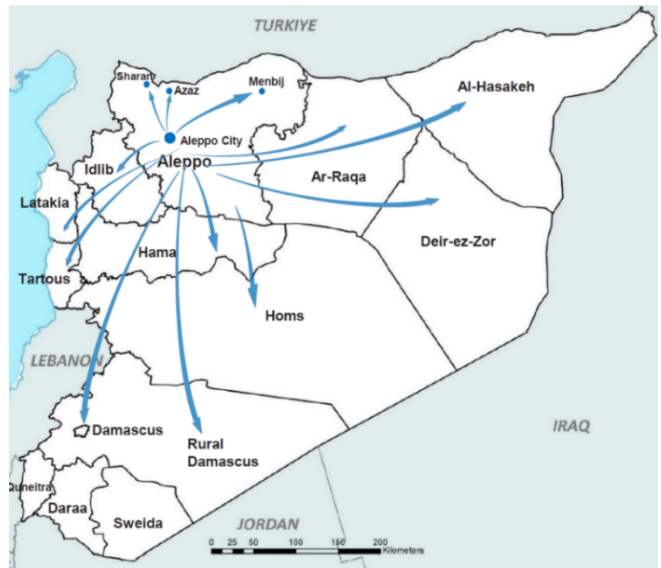 TURKIYE
Sharan
Azaz
Menbij
Al-Hasakeh
Aleppo City
Aleppo
Idlib
Ar-Raqa
Latakia
Deir-ez-Zor
Hama
Tartous
Homs
LEBANON
Damascus
Rural
Damascus
IRAQ
Quneitra
Daraa
Sweida
JORDAN
0 25 50 100 150 200
Kilometers